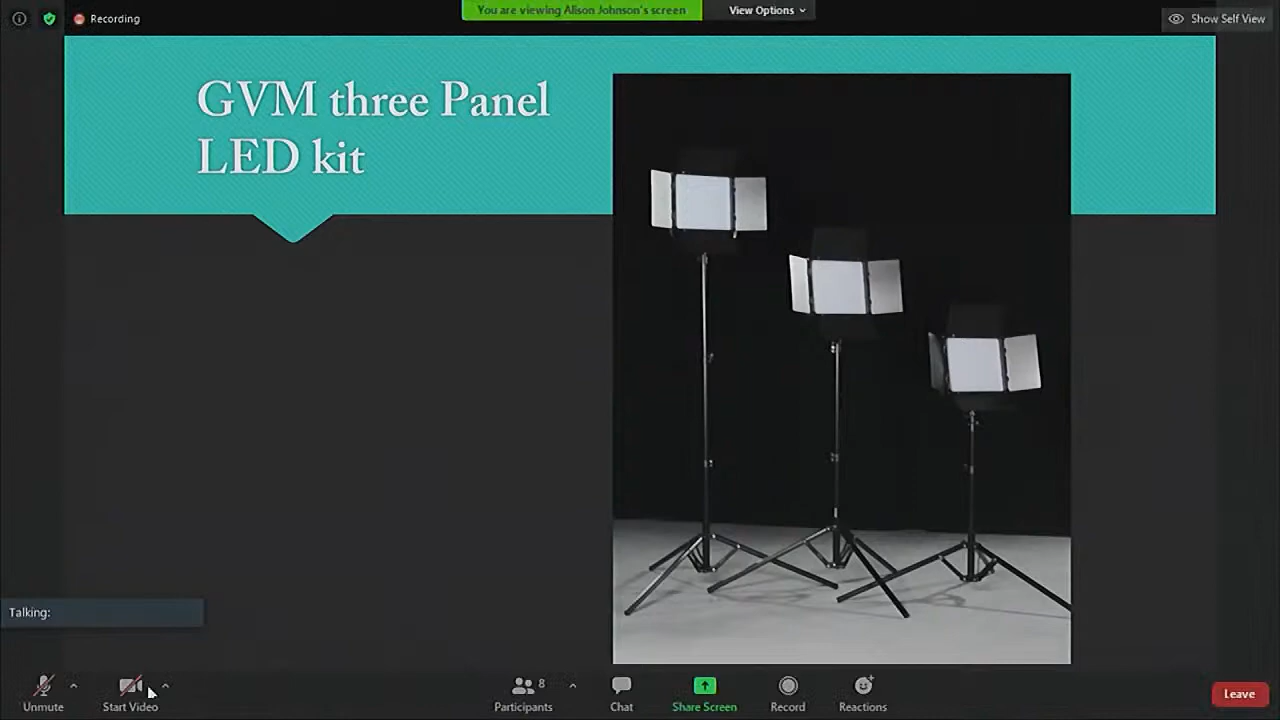 Recording
You are viewing Alison Johnson's screen
View Options
Show Self View
GVM three Panel
LED kit
Talking:
Unmute
Start Video
8
Participants
Chat
Share Screen
Record
Reactions
Leave